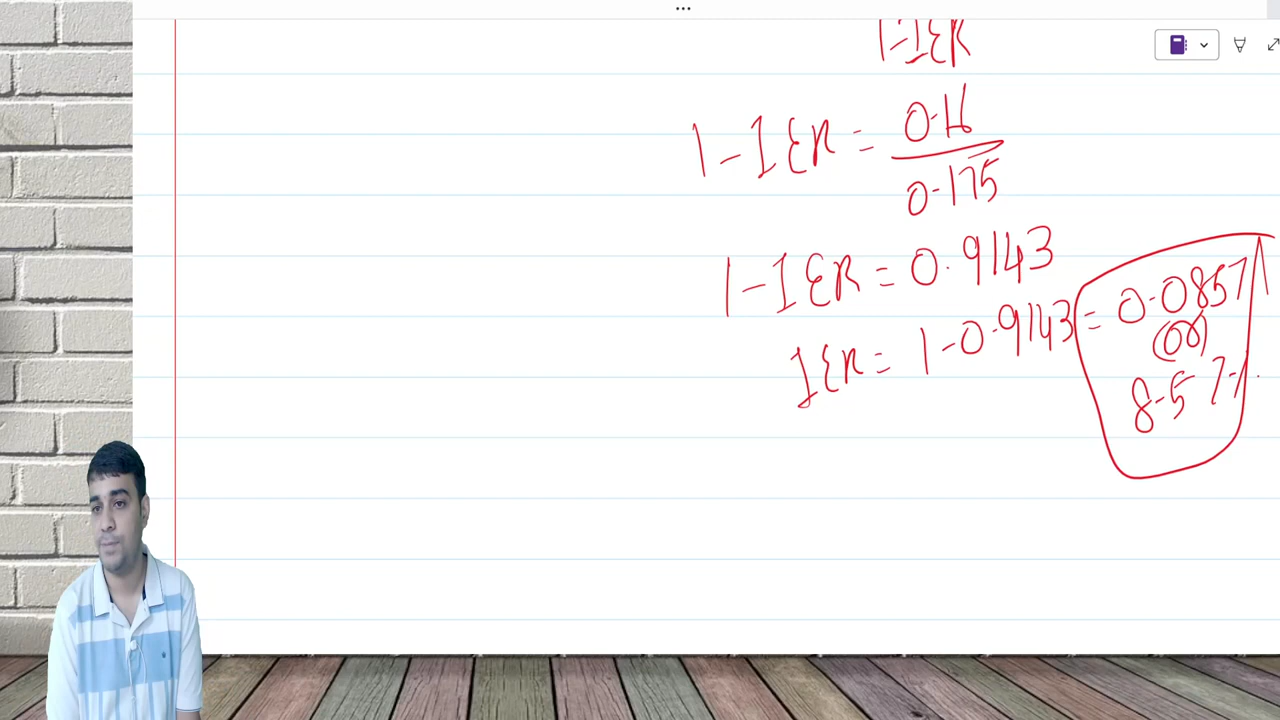 1-IER
1-IER = 0.16
0.175
1-IER = 0.9143
IER = 1-0.9143 = 0.0857
(or)
8.57%